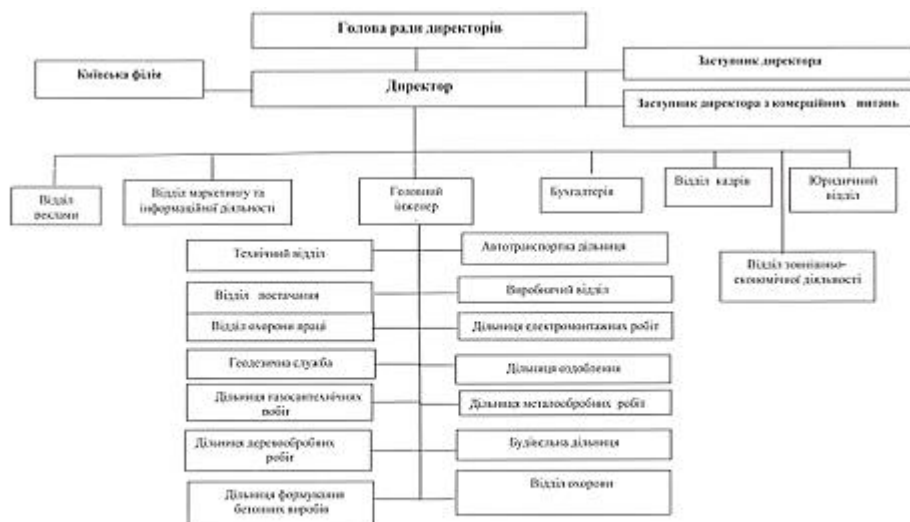 Голова ради директорів
Київська філія
Директор
Заступник директора
Заступник директора з комерційних питань
Відділ
реклами
Відділ маркетингу та
інформаційної діяльності
Головний
інженер
Бухгалтерія
Відділ кадрів
Юридичний
відділ
Відділ зовнішньо-
економічної діяльності
Технічний відділ
Автотранспортна дільниця
Відділ постачання
Виробничий відділ
Відділ охорони праці
Дільниця електромонтажних робіт
Геодезична служба
Дільниця оздоблення
Дільниця газосантехнічних
робіт
Дільниця металообробних робіт
Дільниця деревообробних
робіт
Будівельна дільниця
Дільниця формування
бетонних виробів
Відділ охорони